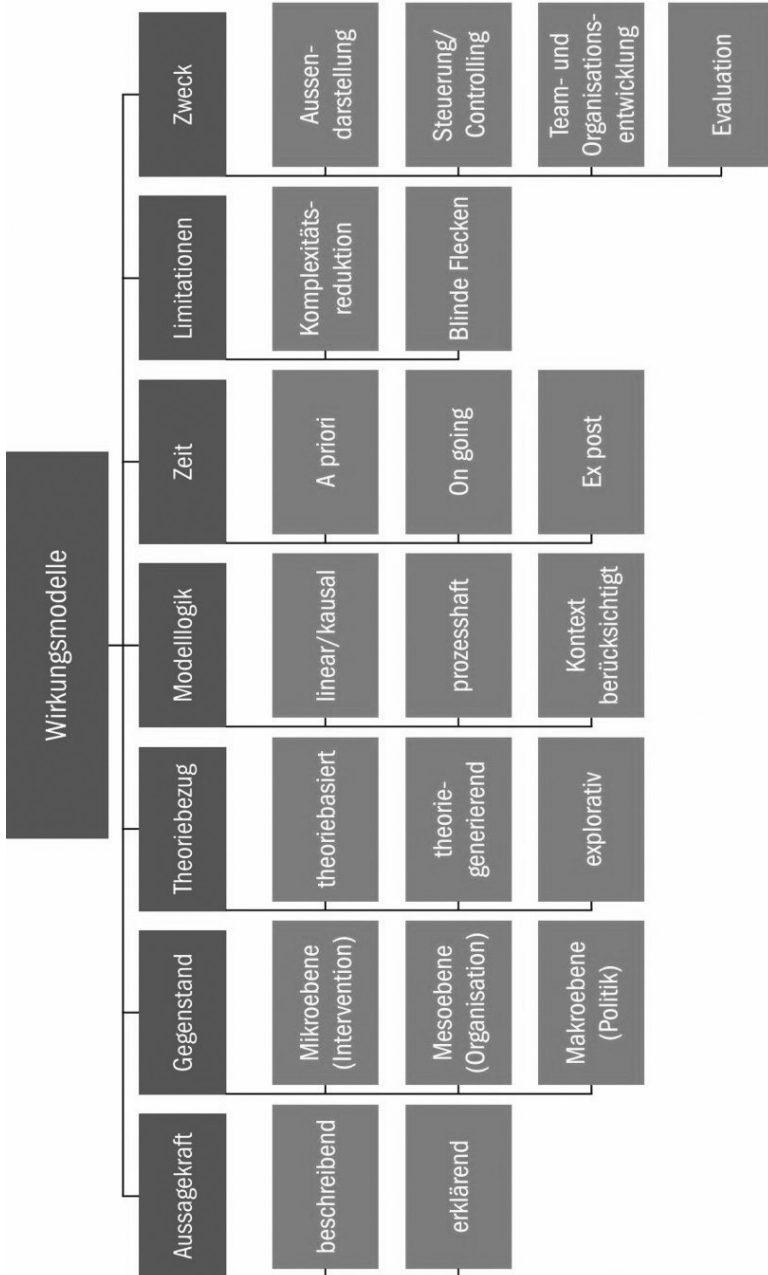 Wirkungsmodelle
Aussagekraft
beschreibend
erklärend
Gegenstand
Mikroebene
(Intervention)
Mesoebene
(Organisation)
Makroebene
(Politik)
Theoriebezug
theoriebasiert
theorie-
generierend
explorativ
Modelllogik
linear/kausal
prozesshaft
Kontext
berücksichtigt
Zeit
A priori
On going
Ex post
Limitationen
Komplexitäts-
reduktion
Blinde Flecken
Zweck
Aussen-
darstellung
Steuerung/
Controlling
Team- und
Organisations-
entwicklung
Evaluation